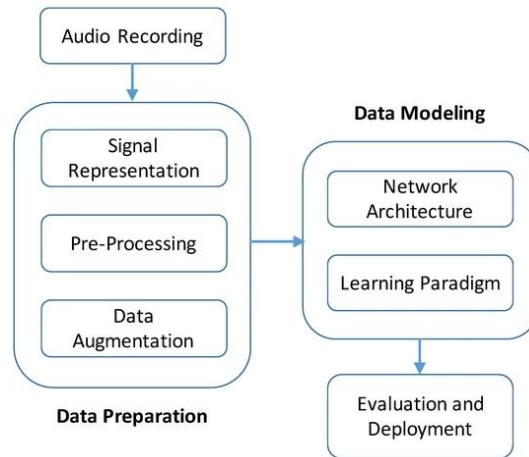 Audio Recording
Signal
Representation
Pre-Processing
Data
Augmentation
Data Preparation
Data Modeling
Network
Architecture
Learning Paradigm
Evaluation and
Deployment